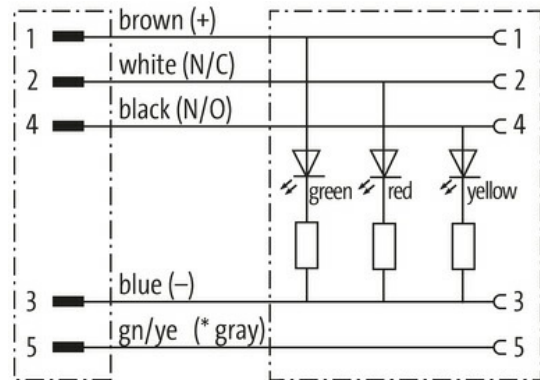 1 brown (+) 1
2 white (N/C) 2
4 black (N/O) 4
green red yellow
3 blue (–) 3
5 gn/ye (* gray) 5